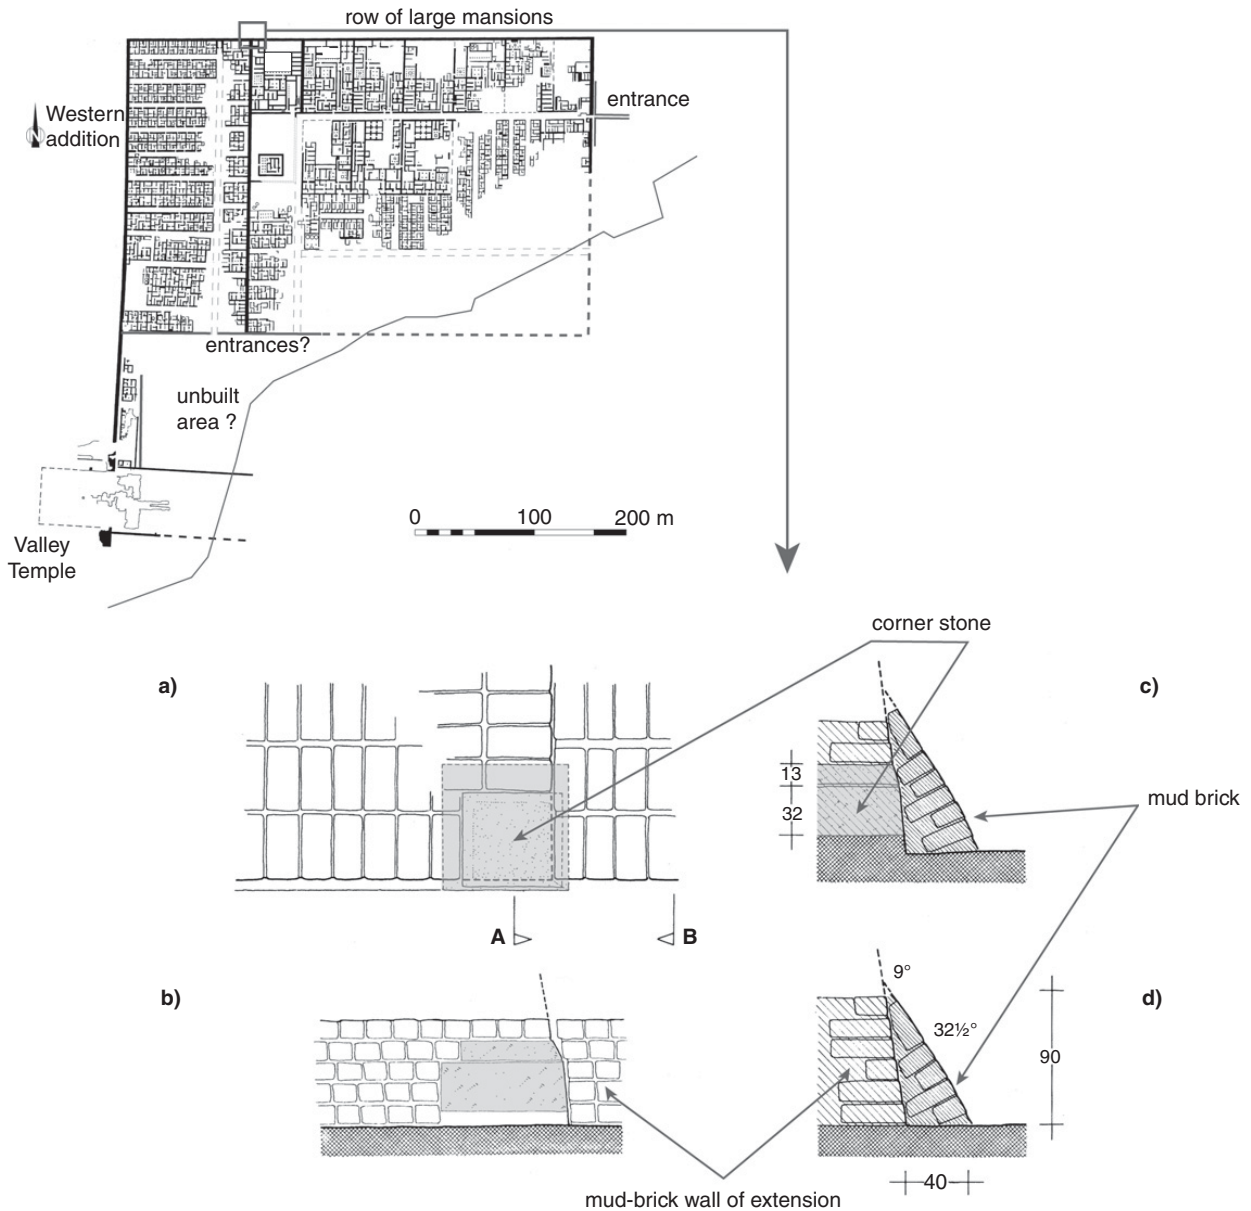 row of large mansions
entrance
Western
addition
N
entrances?
unbuilt
area ?
0 100 200 m
Valley
Temple
corner stone
a)
c)
13
32
mud brick
A B
b)
d)
9°
32½°
90
40
mud-brick wall of extension